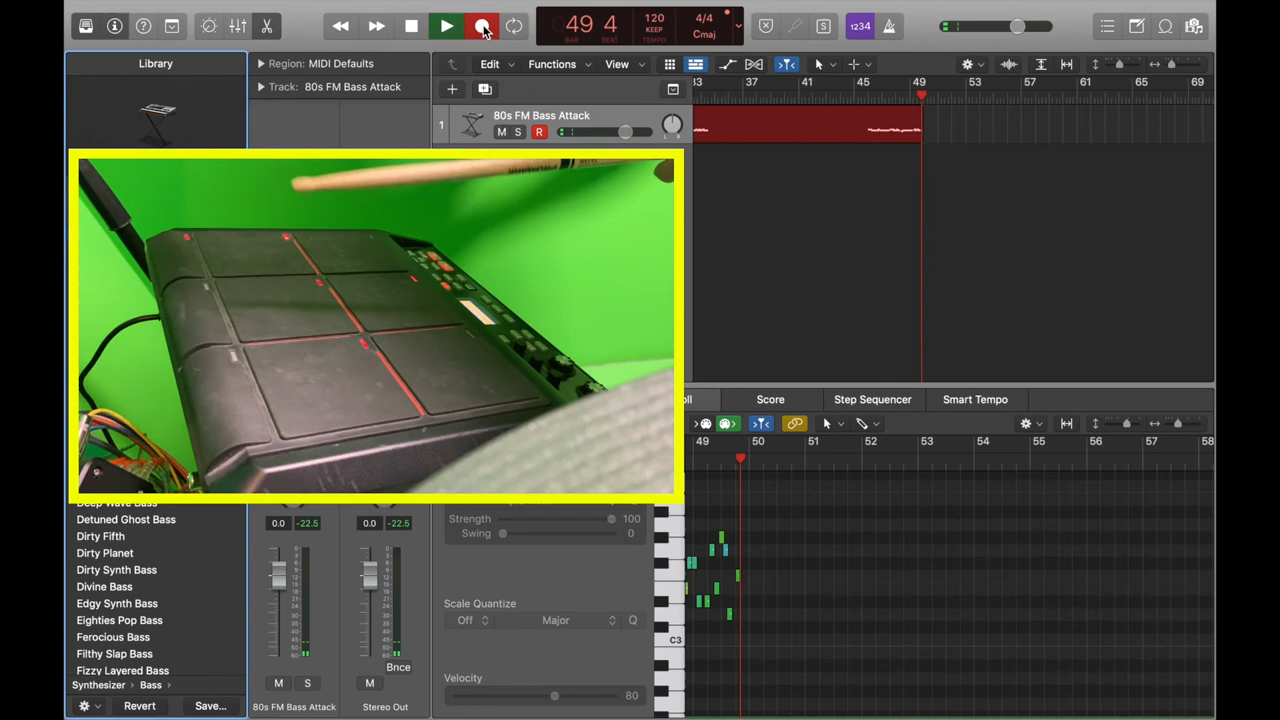 49 4
BAR BEAT
120
KEEP
TEMPO
4/4
Cmaj
S
1234
Library
Region: MIDI Defaults
Track: 80s FM Bass Attack
Edit
Functions
View
37
41
45
49
53
57
61
65
69
1
80s FM Bass Attack
M S R
L R
Score
Step Sequencer
Smart Tempo
49
50
51
52
53
54
55
56
57
58
Detuned Ghost Bass
Dirty Fifth
Dirty Planet
Dirty Synth Bass
Divine Bass
Edgy Synth Bass
Eighties Pop Bass
Ferocious Bass
Filthy Slap Bass
Fizzy Layered Bass
Synthesizer
Bass
Revert
Save...
0.0
-22.5
0.0
-22.5
Bnce
M
S
M
80s FM Bass Attack
Stereo Out
Strength
100
Swing
0
Scale Quantize
Off
Major
Q
Velocity
80
C3